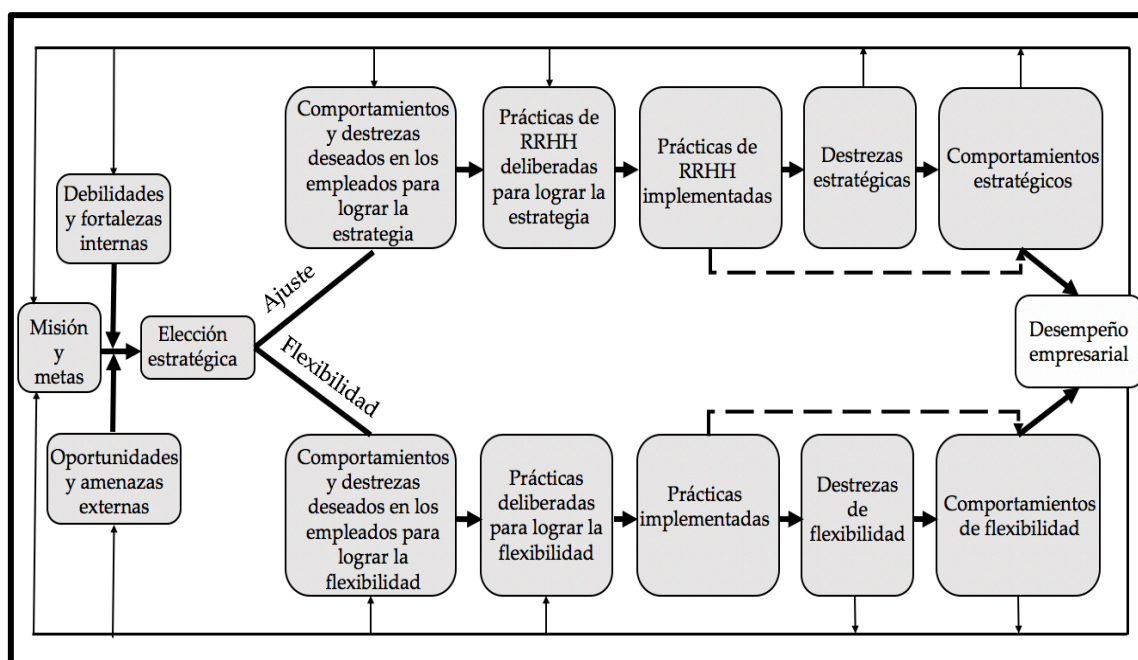 Comportamientos
y destrezas
deseados en los
empleados para
lograr la
estrategia
Prácticas de
RRHH
deliberadas
para lograr la
estrategia
Prácticas
de RRHH
implementadas
Destrezas
estratégicas
Comportamientos
estratégicos
Debilidades
y fortalezas
internas
Ajuste
Misión
y
metas
Elección
estratégica
Flexibilidad
Desempeño
empresarial
Oportunidades
y amenazas
externas
Comportamientos
y destrezas
deseados en los
empleados para
lograr la
flexibilidad
Prácticas
deliberadas
para lograr la
flexibilidad
Prácticas
implementadas
Destrezas
de
flexibilidad
Comportamientos
de flexibilidad